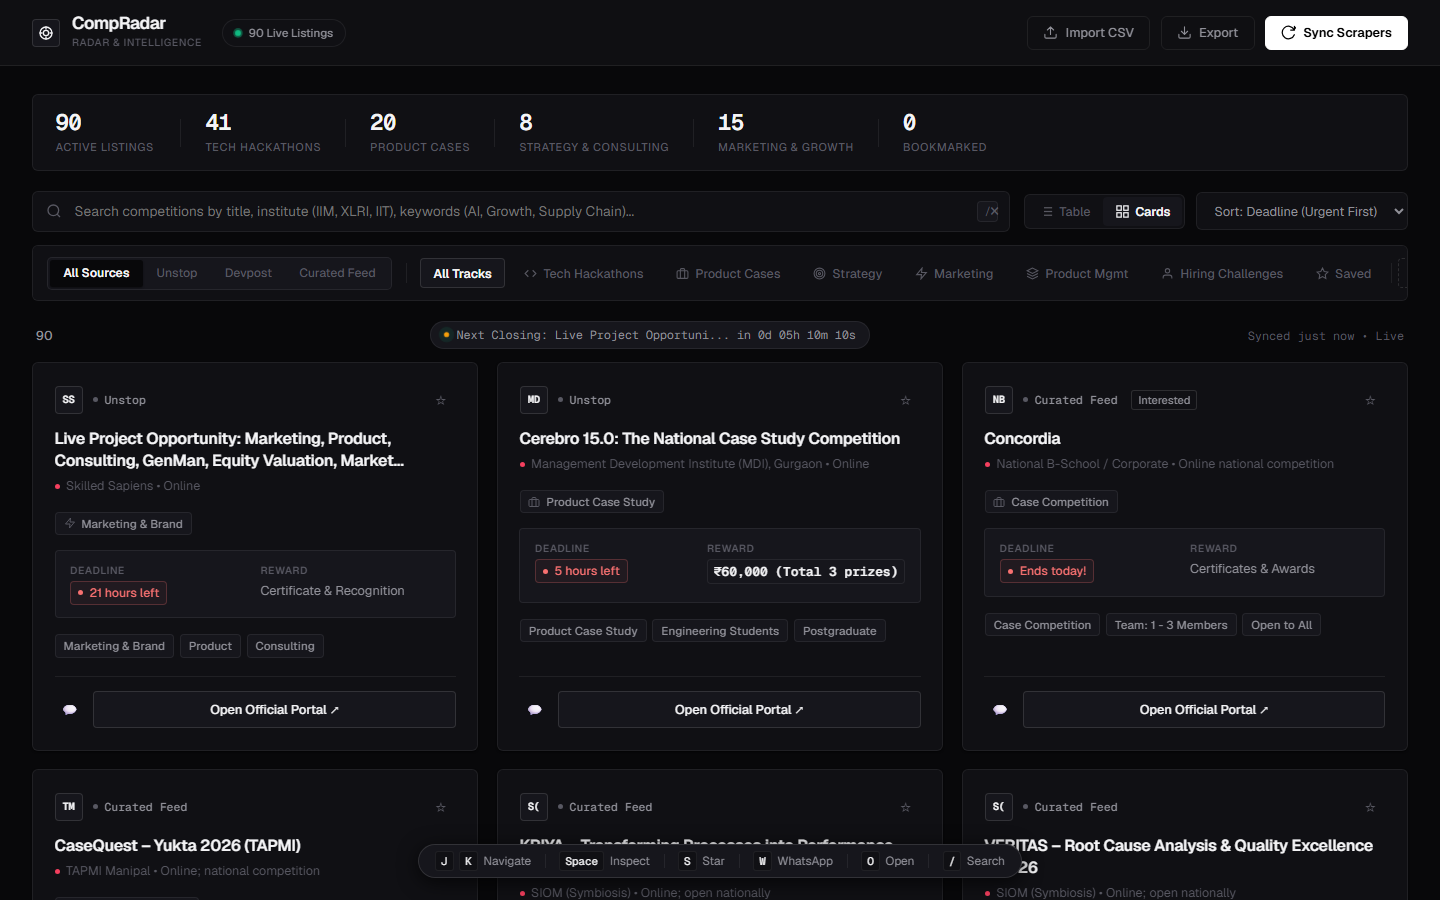 CompRadar
RADAR & INTELLIGENCE
90 Live Listings
Import CSV
Export
Sync Scrapers
90
ACTIVE LISTINGS
41
TECH HACKATHONS
20
PRODUCT CASES
8
STRATEGY & CONSULTING
15
MARKETING & GROWTH
0
BOOKMARKED
Search competitions by title, institute (IIM, XLRI, IIT), keywords (AI, Growth, Supply Chain)...
/
Table
Cards
Sort: Deadline (Urgent First)
All Sources
Unstop
Devpost
Curated Feed
All Tracks
Tech Hackathons
Product Cases
Strategy
Marketing
Product Mgmt
Hiring Challenges
Saved
90
Next Closing: Live Project Opportuni... in 0d 05h 10m 10s
Synced just now • Live
SS
Unstop
Live Project Opportunity: Marketing, Product,
Consulting, GenMan, Equity Valuation, Market...
Skilled Sapiens • Online
Marketing & Brand
DEADLINE
21 hours left
REWARD
Certificate & Recognition
Marketing & Brand
Product
Consulting
Open Official Portal ↗
MD
Unstop
Cerebro 15.0: The National Case Study Competition
Management Development Institute (MDI), Gurgaon • Online
Product Case Study
DEADLINE
5 hours left
REWARD
₹60,000 (Total 3 prizes)
Product Case Study
Engineering Students
Postgraduate
Open Official Portal ↗
NB
Curated Feed
Interested
Concordia
National B-School / Corporate • Online national competition
Case Competition
DEADLINE
Ends today!
REWARD
Certificates & Awards
Case Competition
Team: 1 - 3 Members
Open to All
Open Official Portal ↗
TM
Curated Feed
CaseQuest – Yukta 2026 (TAPMI)
TAPMI Manipal • Online; national competition
S(
Curated Feed
KRIYA – Transforming Processes into Performance
SIOM (Symbiosis) • Online; open nationally
S(
Curated Feed
VERITAS – Root Cause Analysis & Quality Excellence
26
SIOM (Symbiosis) • Online; open nationally
J K Navigate
Space Inspect
S Star
W WhatsApp
O Open
/ Search